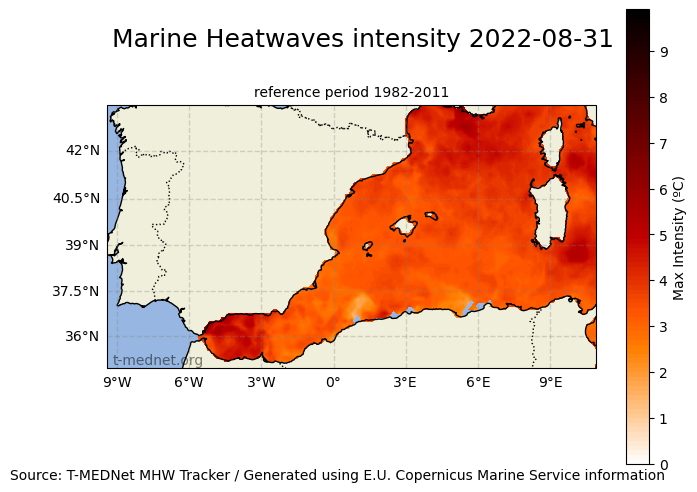 Marine Heatwaves intensity 2022-08-31
reference period 1982-2011
42°N
40.5°N
39°N
37.5°N
36°N
t-mednet.org
9°W 6°W 3°W 0° 3°E 6°E 9°E
9
8
7
6
5
4
3
2
1
0
Max Intensity (ºC)
Source: T-MEDNet MHW Tracker / Generated using E.U. Copernicus Marine Service information